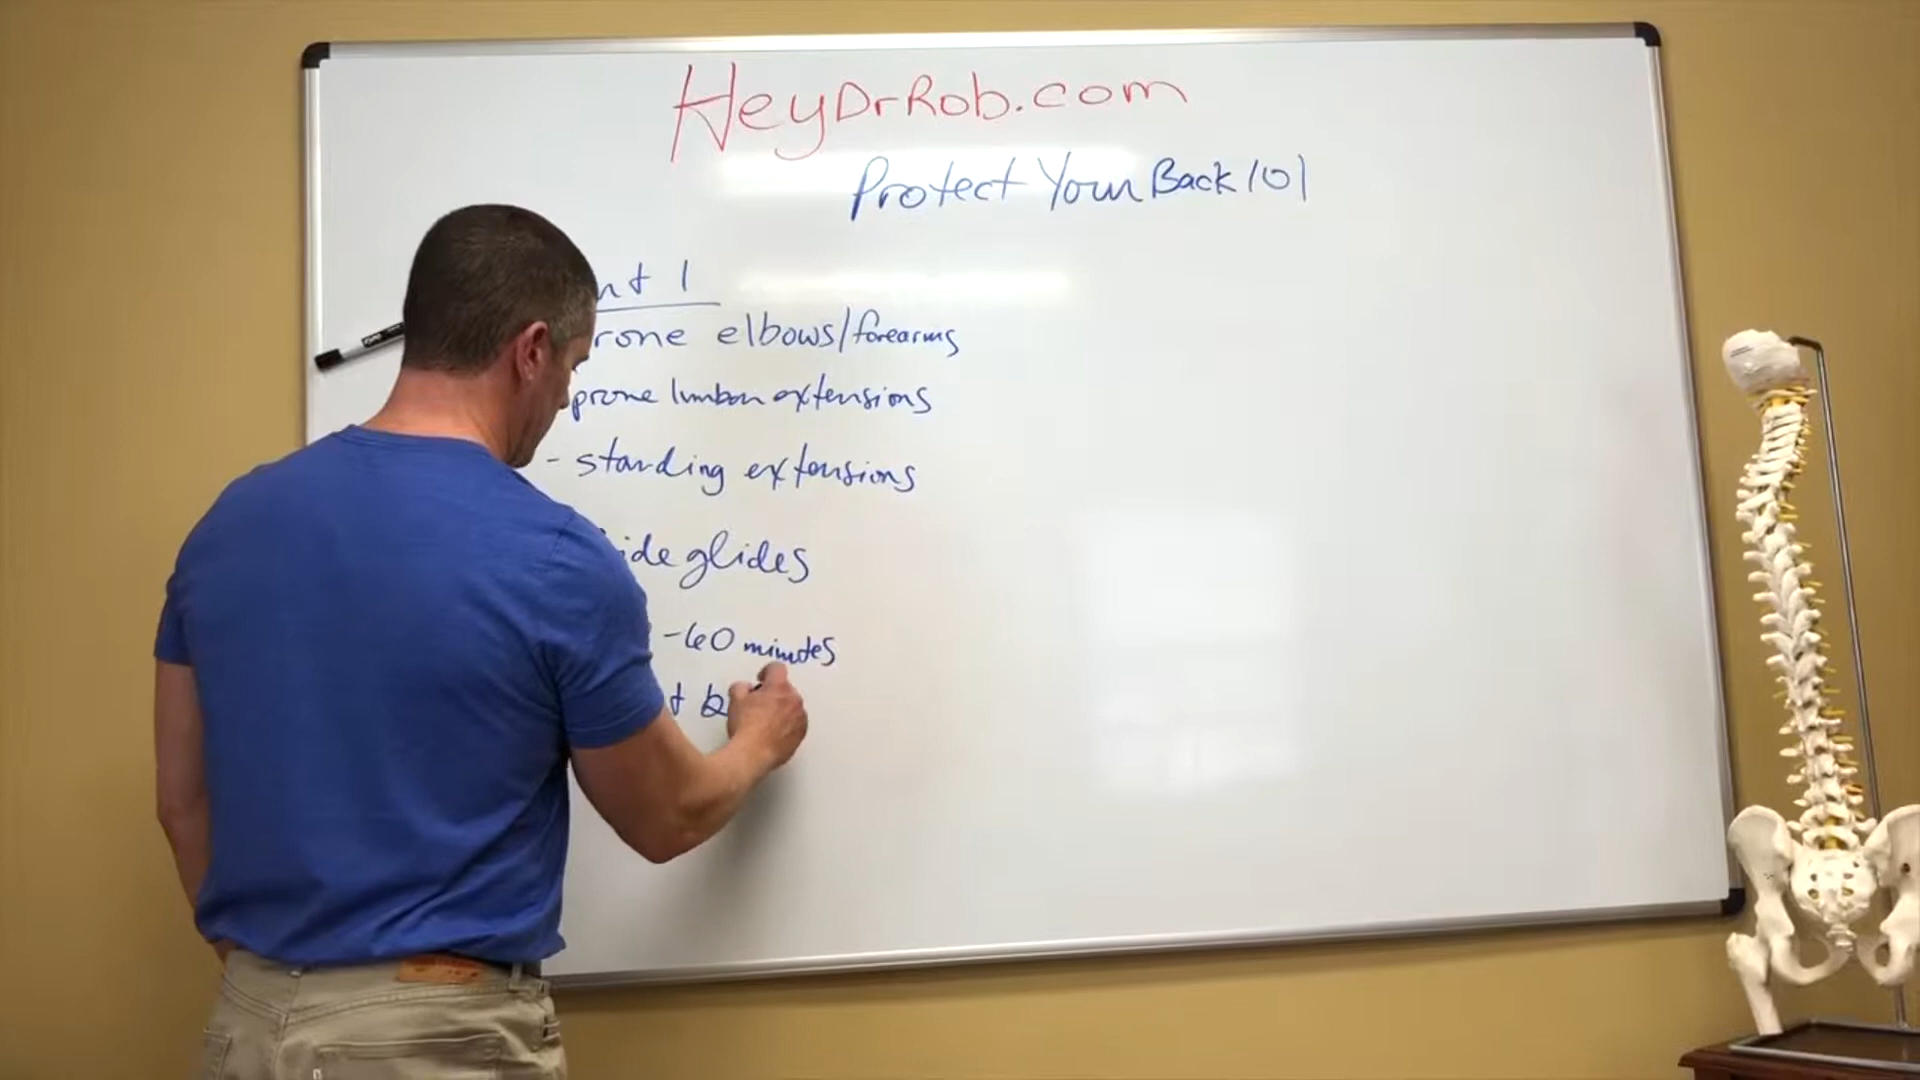 HeyDrRob.com
Protect Your Back 101
nt 1
rone elbows/forearms
prone lumbar extensions
- standing extensions
ide glides
-60 minutes
t b